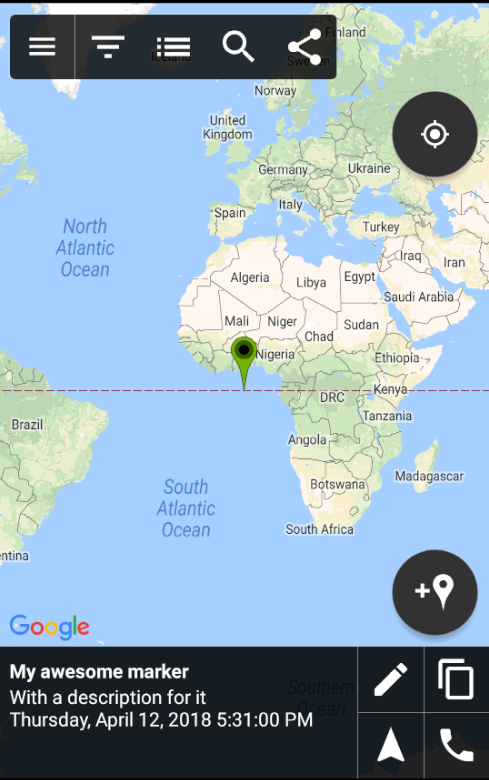 Iceland
Sweden
Finland
Norway
United
Kingdom
Germany
Ukraine
Spain
Italy
Turkey
North
Atlantic
Ocean
Iraq
Iran
Algeria
Libya
Egypt
Saudi Arabia
Mali
Niger
Chad
Sudan
Nigeria
Ethiopia
DRC
Kenya
Tanzania
Brazil
Angola
Botswana
Madagascar
South
Atlantic
Ocean
South Africa
entina
Google
Southern
Ocean
My awesome marker
With a description for it
Thursday, April 12, 2018 5:31:00 PM